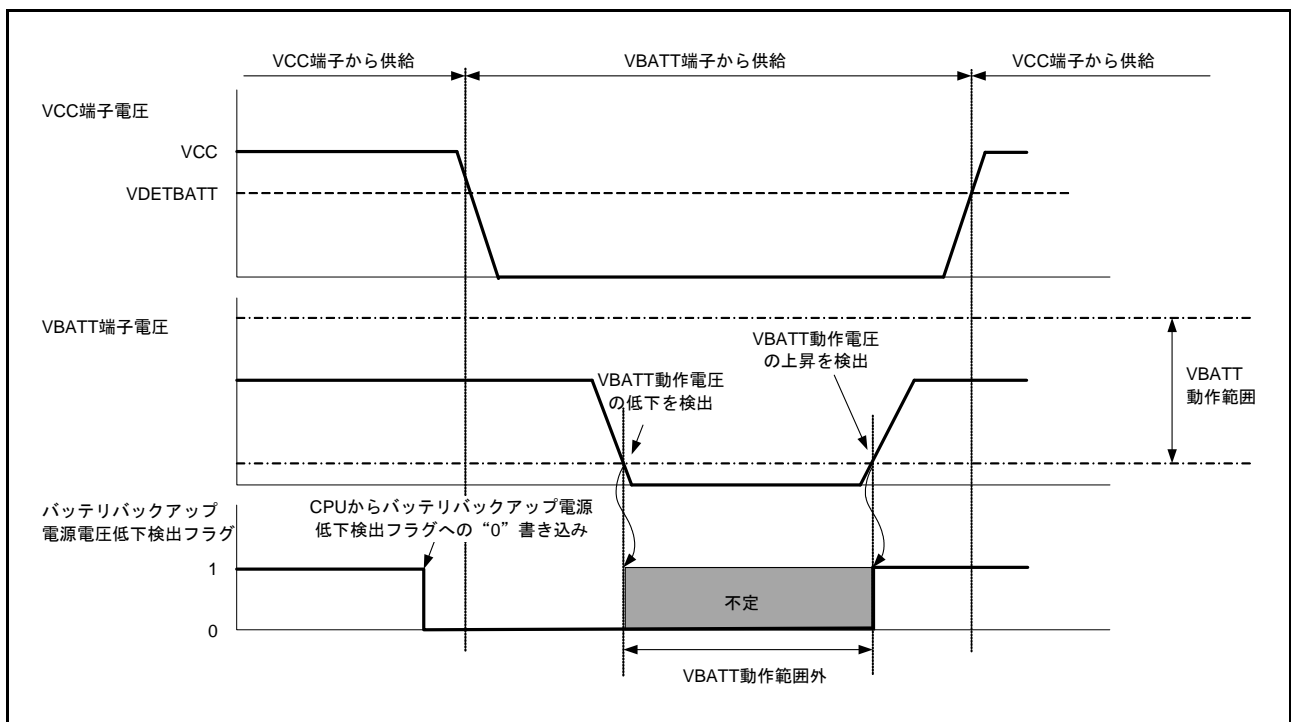 VCC端子から供給
VBATT端子から供給
VCC端子から供給
VCC端子電圧
VCC
VDETBATT
VBATT端子電圧
VBATT動作電圧
の低下を検出
VBATT動作電圧
の上昇を検出
VBATT
動作範囲
バッテリバックアップ
電源電圧低下検出フラグ
CPUからバッテリバックアップ電源
低下検出フラグへの“0”書き込み
1
不定
0
VBATT動作範囲外